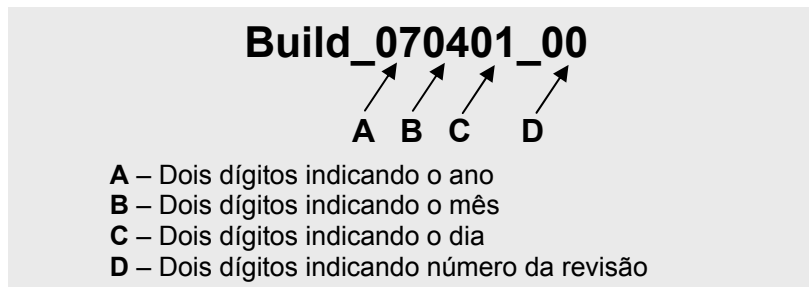 Build_070401_00
A B C D
A – Dois dígitos indicando o ano
B – Dois dígitos indicando o mês
C – Dois dígitos indicando o dia
D – Dois dígitos indicando número da revisão